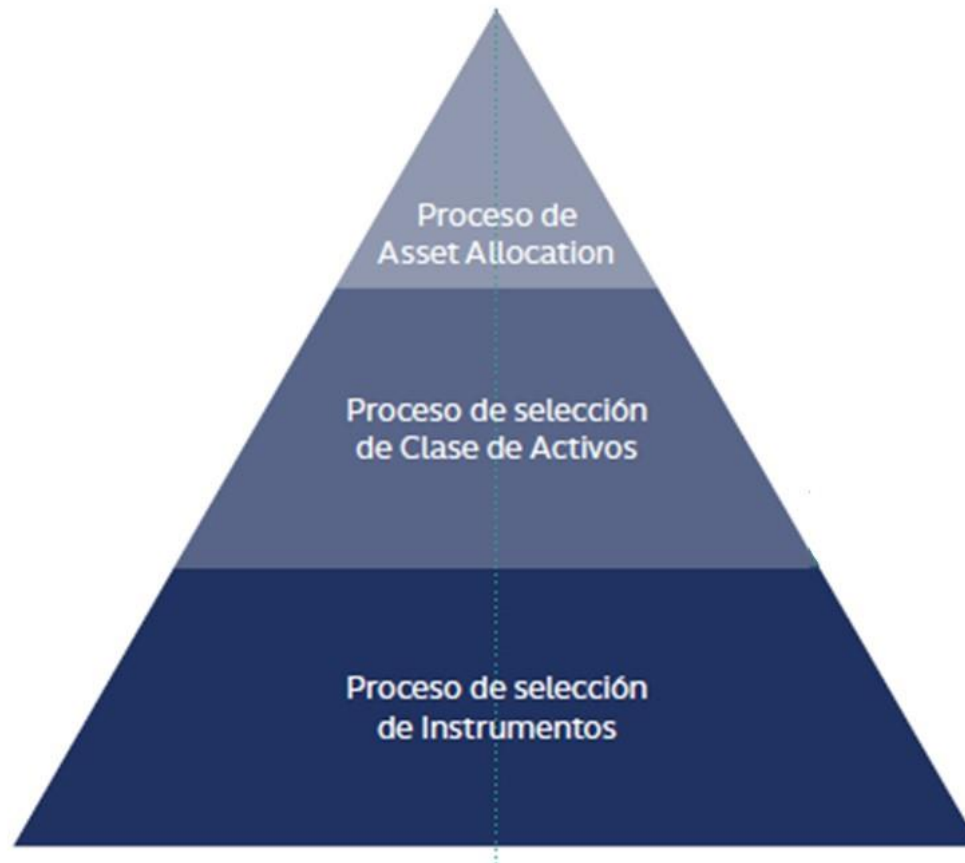 Proceso de
Asset Allocation
Proceso de selección
de Clase de Activos
Proceso de selección
de Instrumentos